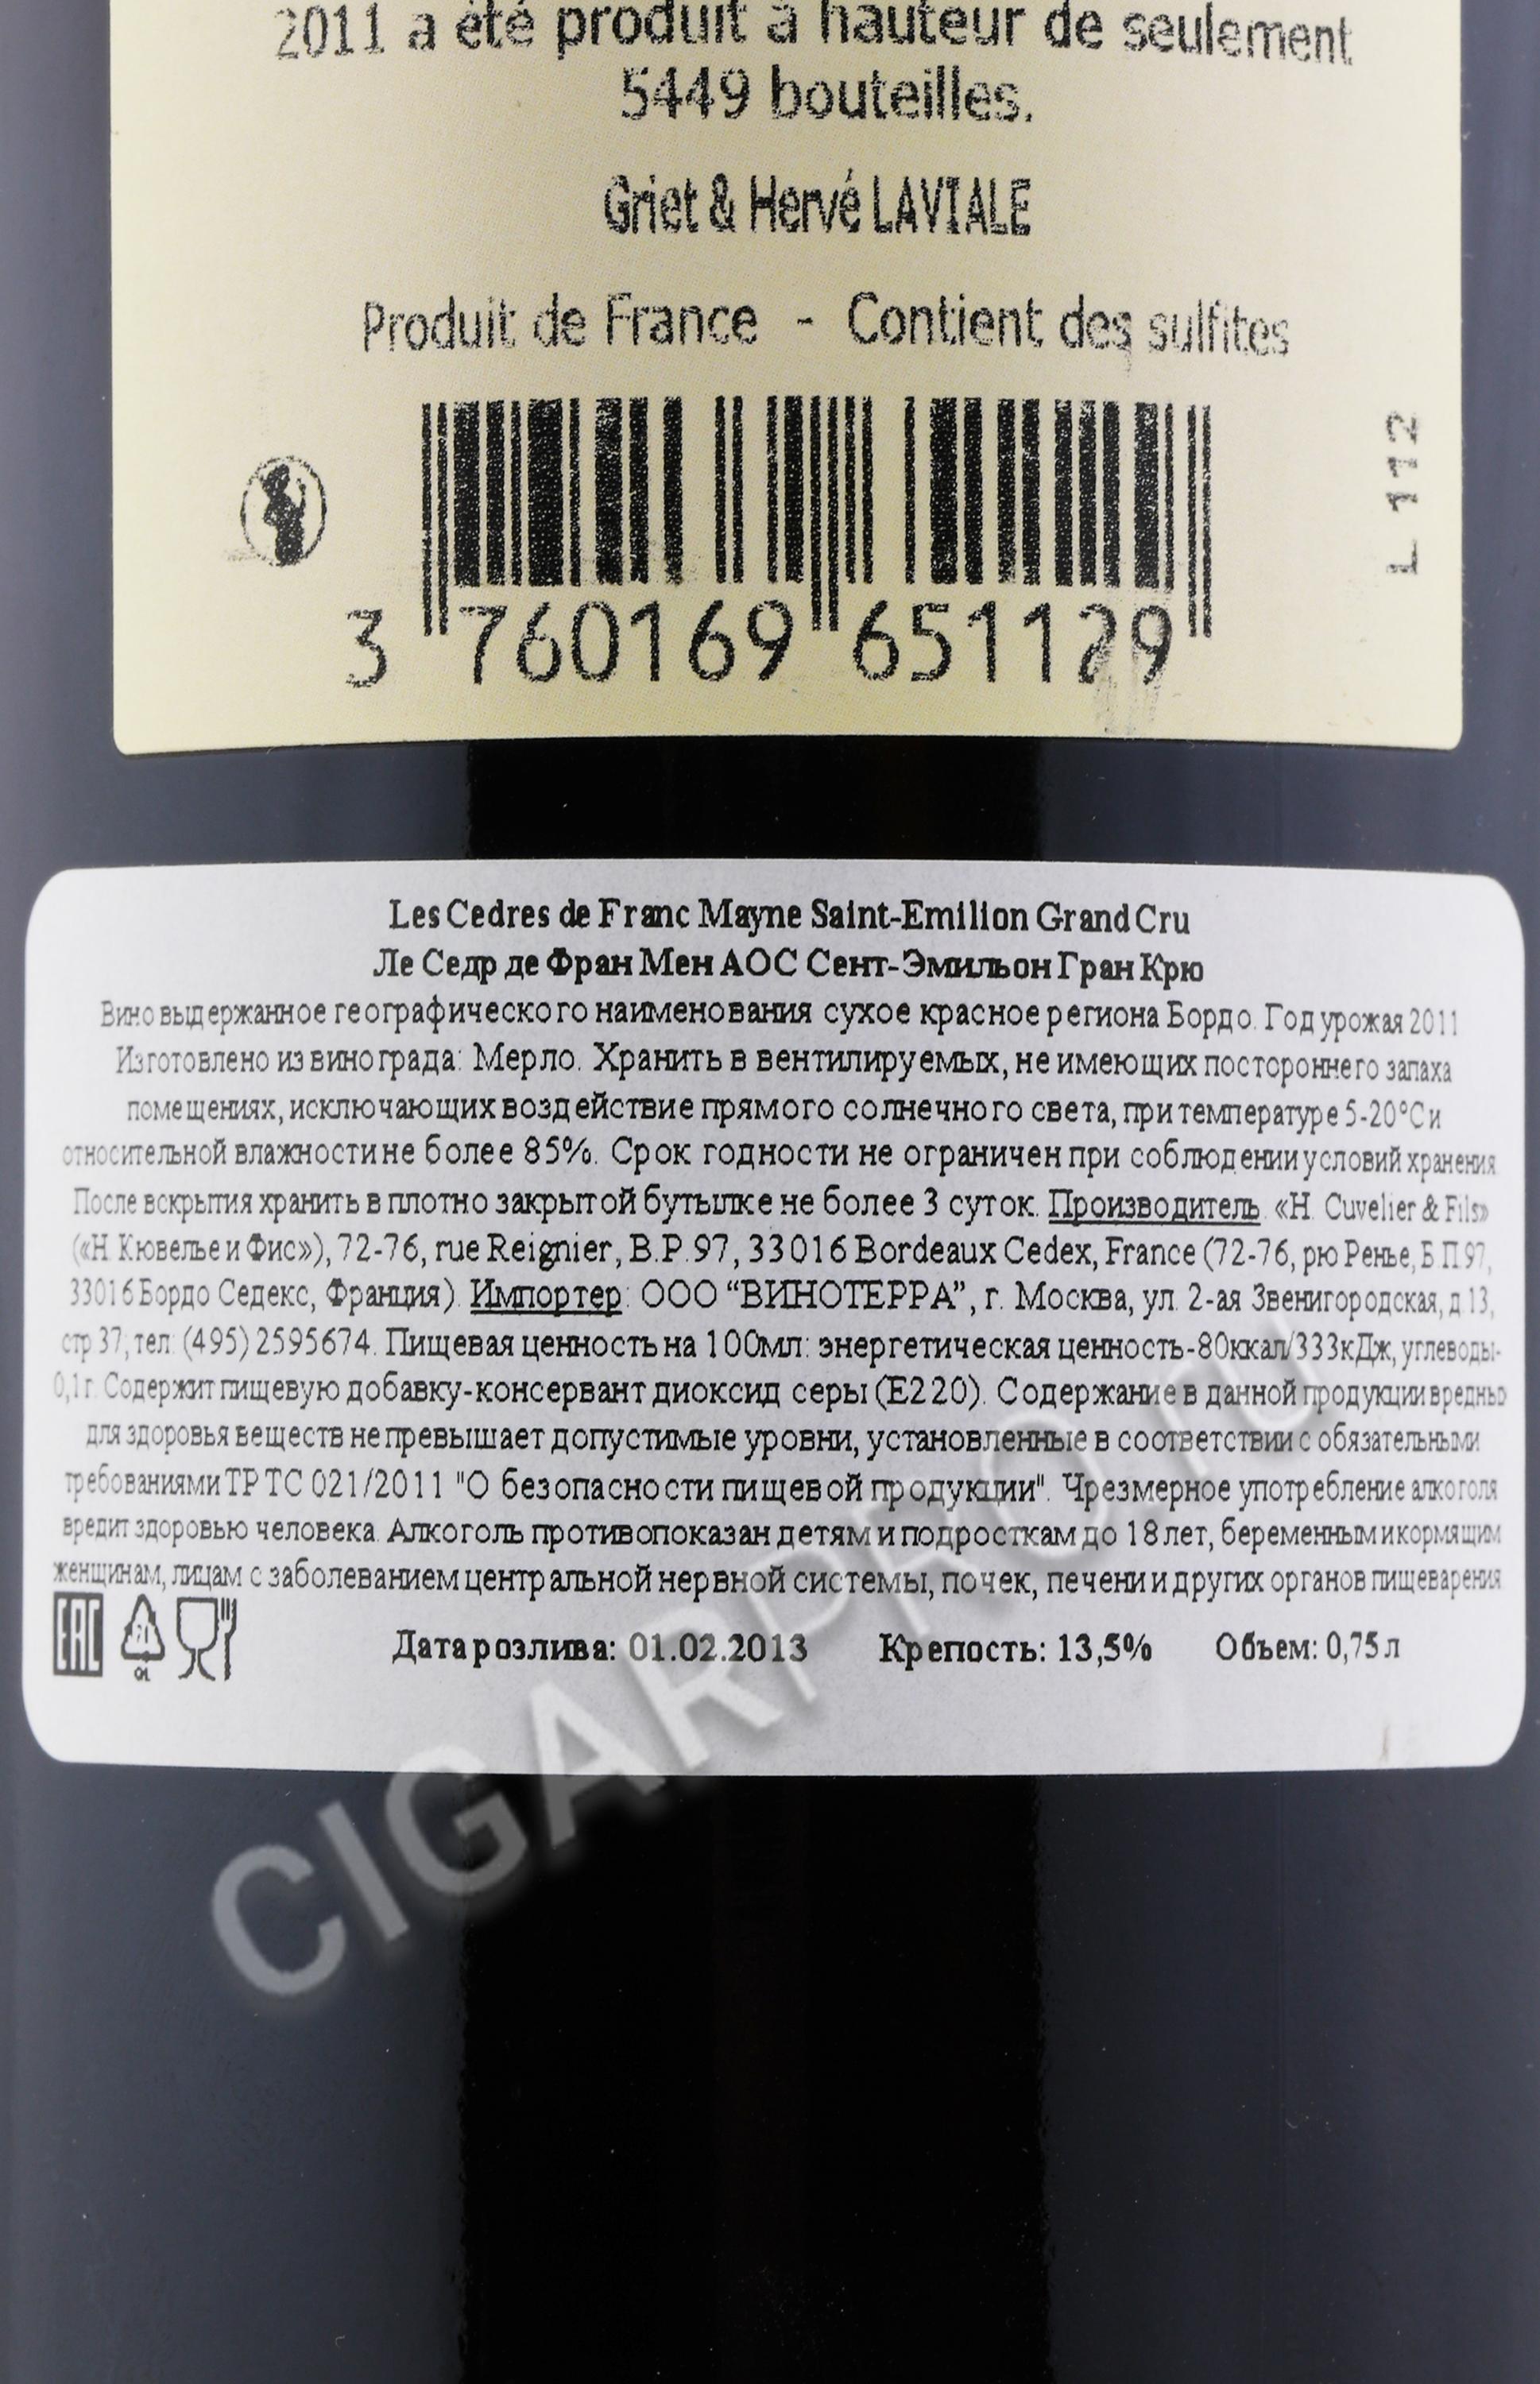 2011 a été produit à hauteur de seulement
5449 bouteilles.
Griet & Hervé LAVIALE
Produit de France - Contient des sulfites
L 112
3 760169 651129
Les Cedres de Franc Mayne Saint-Emilion Grand Cru
Ле Седр де Фран Мен АОС Сент-Эмильон Гран Крю
Вино выдержанное географического наименования сухое красное региона Бордо. Год урожая 2011
Изготовлено из винограда: Мерло. Хранить в вентилируемых, не имеющих постороннего запаха
помещениях, исключающих воздействие прямого солнечного света, при температуре 5-20°С и
относительной влажности не более 85%. Срок годности не ограничен при соблюдении условий хранения
После вскрытия хранить в плотно закрытой бутылке не более 3 суток. Производитель: «H. Cuvelier & Fils»
(«Н. Кювелье и Фис»), 72-76, rue Reignier, B.P. 97, 33016 Bordeaux Cedex, France (72-76, рю Ренье, Б.П 97,
33016 Бордо Седекс, Франция). Импортер: ООО “ВИНОТЕРРА”, г. Москва, ул. 2-ая Звенигородская, д 13,
стр 37, тел: (495) 2595674. Пищевая ценность на 100мл: энергетическая ценность-80ккал/333кДж, углеводы-
0,1г. Содержит пищевую добавку-консервант диоксид серы (Е220). Содержание в данной продукции вредных
для здоровья веществ не превышает допустимые уровни, установленные в соответствии с обязательными
требованиями ТР ТС 021/2011 "О безопасности пищевой продукции". Чрезмерное употребление алкоголя
вредит здоровью человека. Алкоголь противопоказан детям и подросткам до 18 лет, беременным и кормящим
женщинам, лицам с заболеванием центральной нервной системы, почек, печени и других органов пищеварения
EAC
Дата розлива: 01.02.2013 Крепость: 13,5% Объем: 0,75 л
CIGARPRO.ru